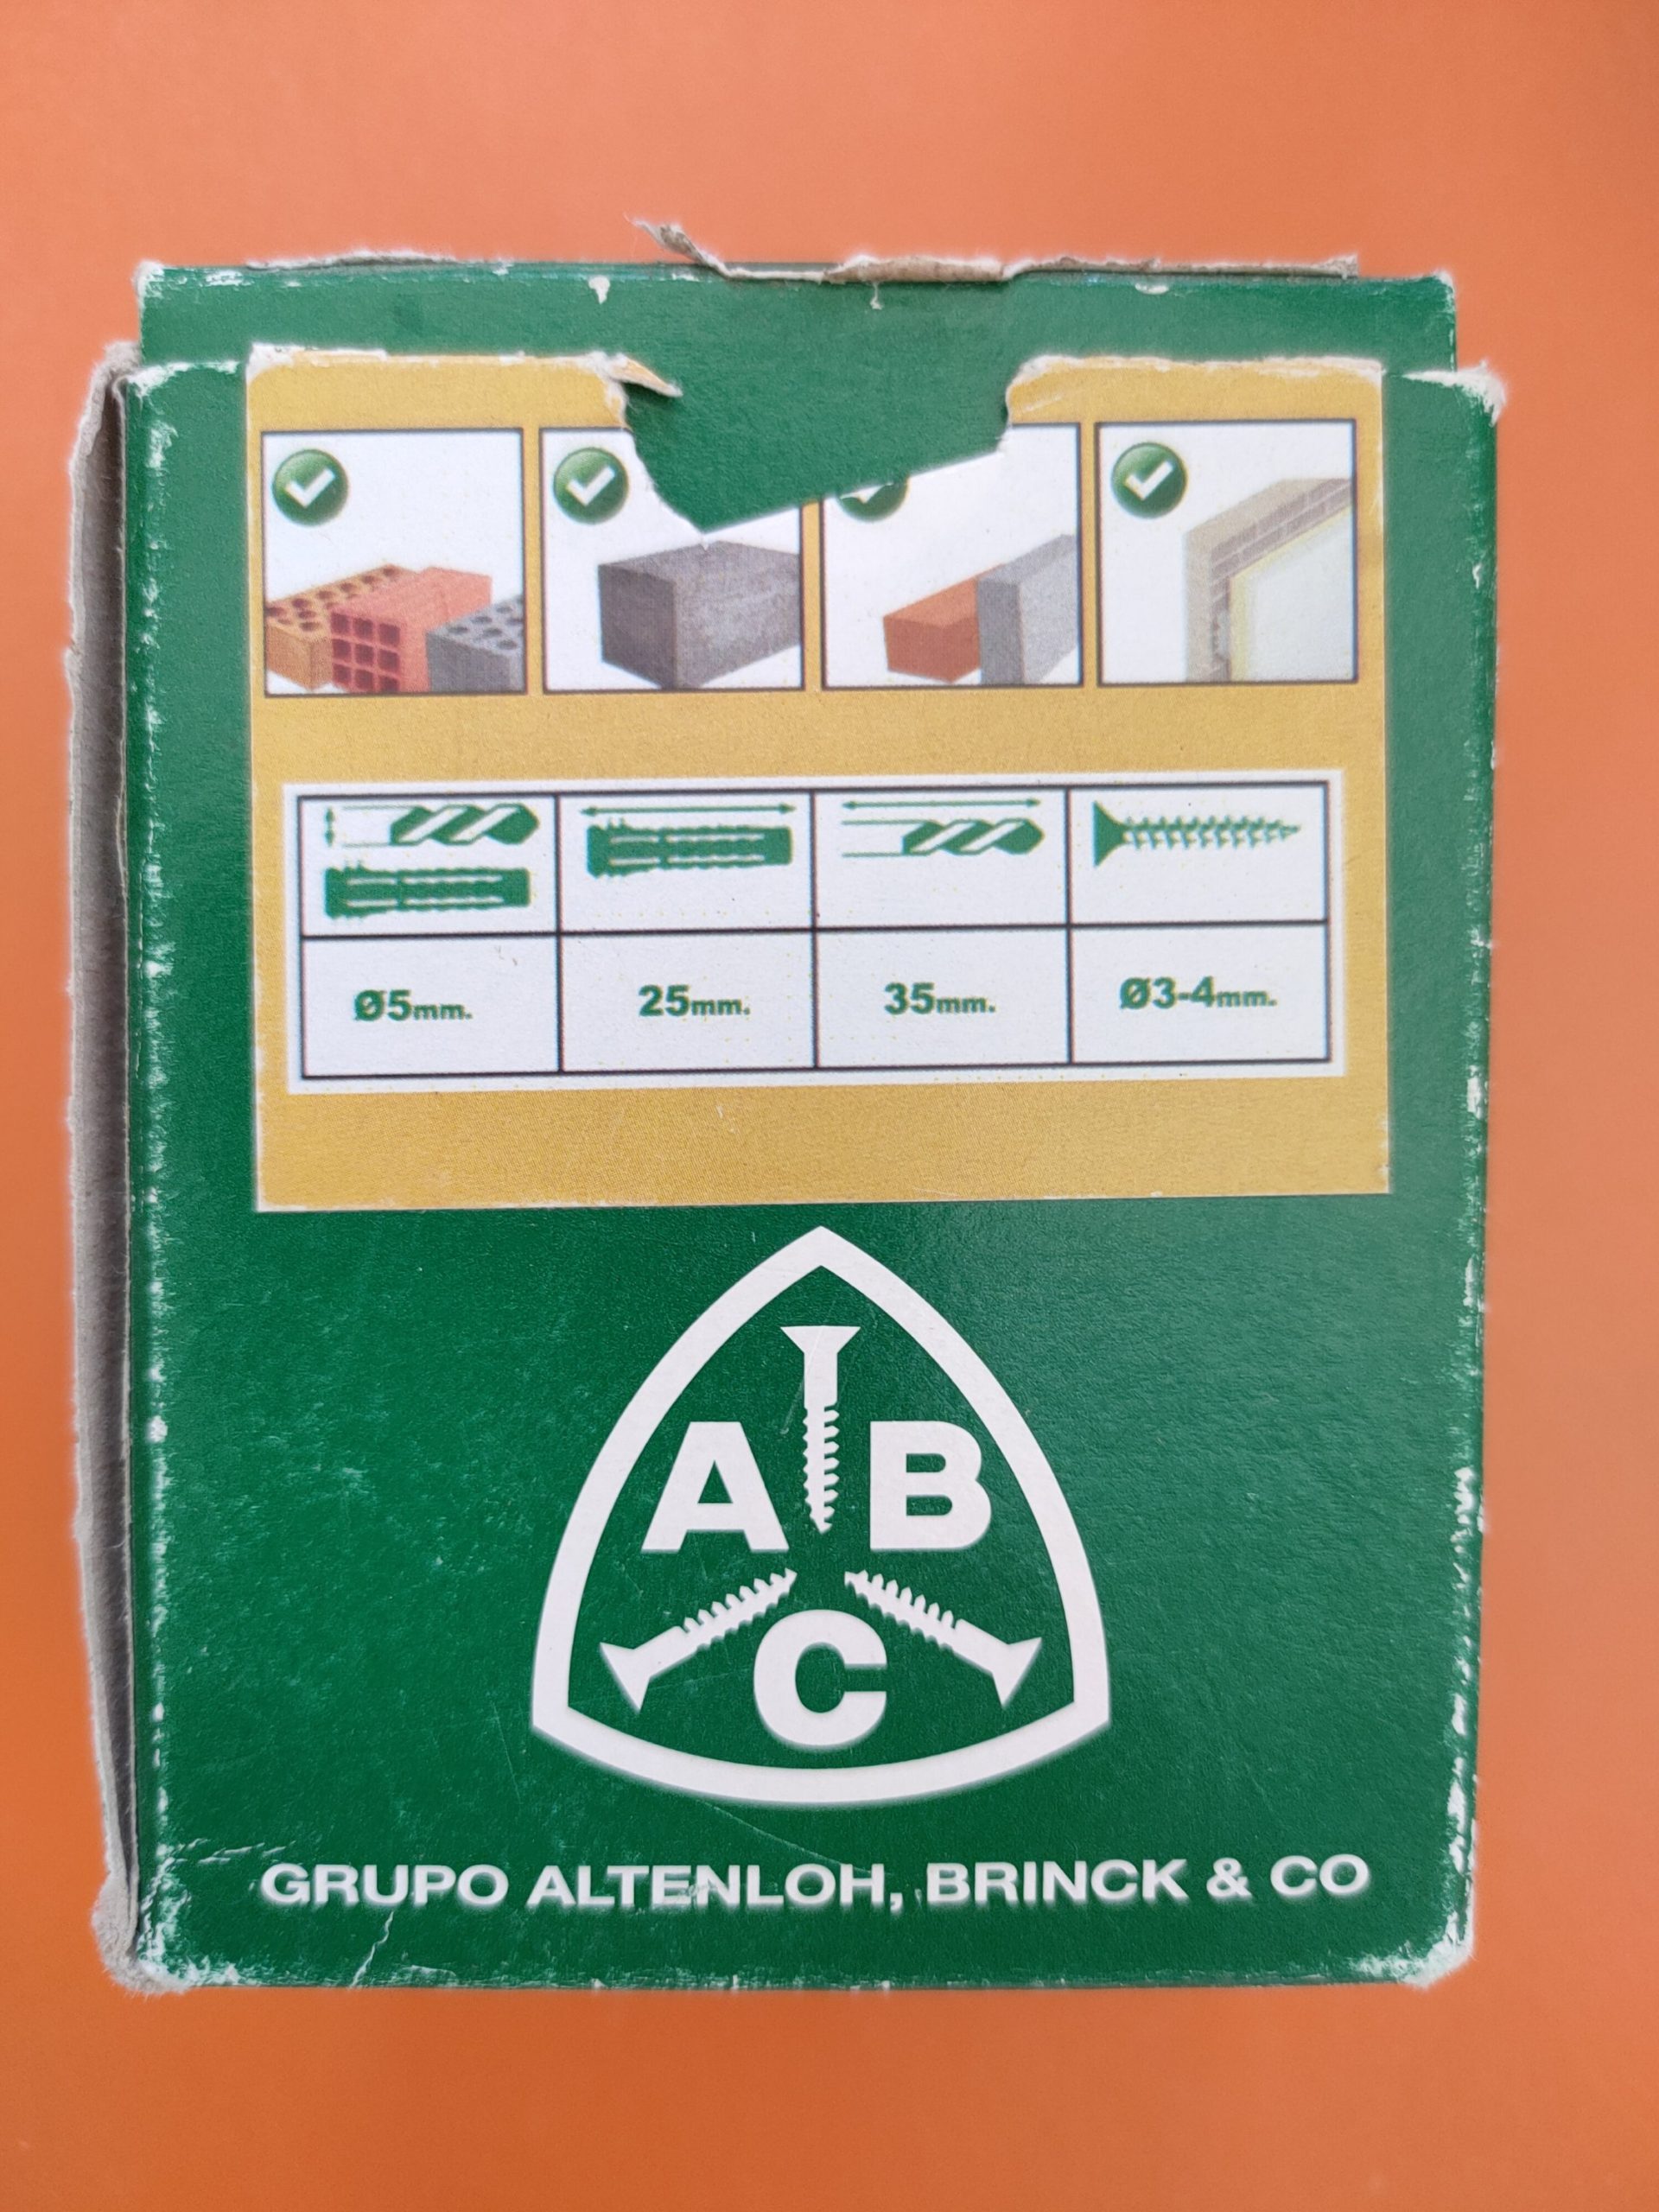 Ø5mm. 25mm. 35mm. Ø3-4mm.
A B
C
GRUPO ALTENLOH, BRINCK & CO